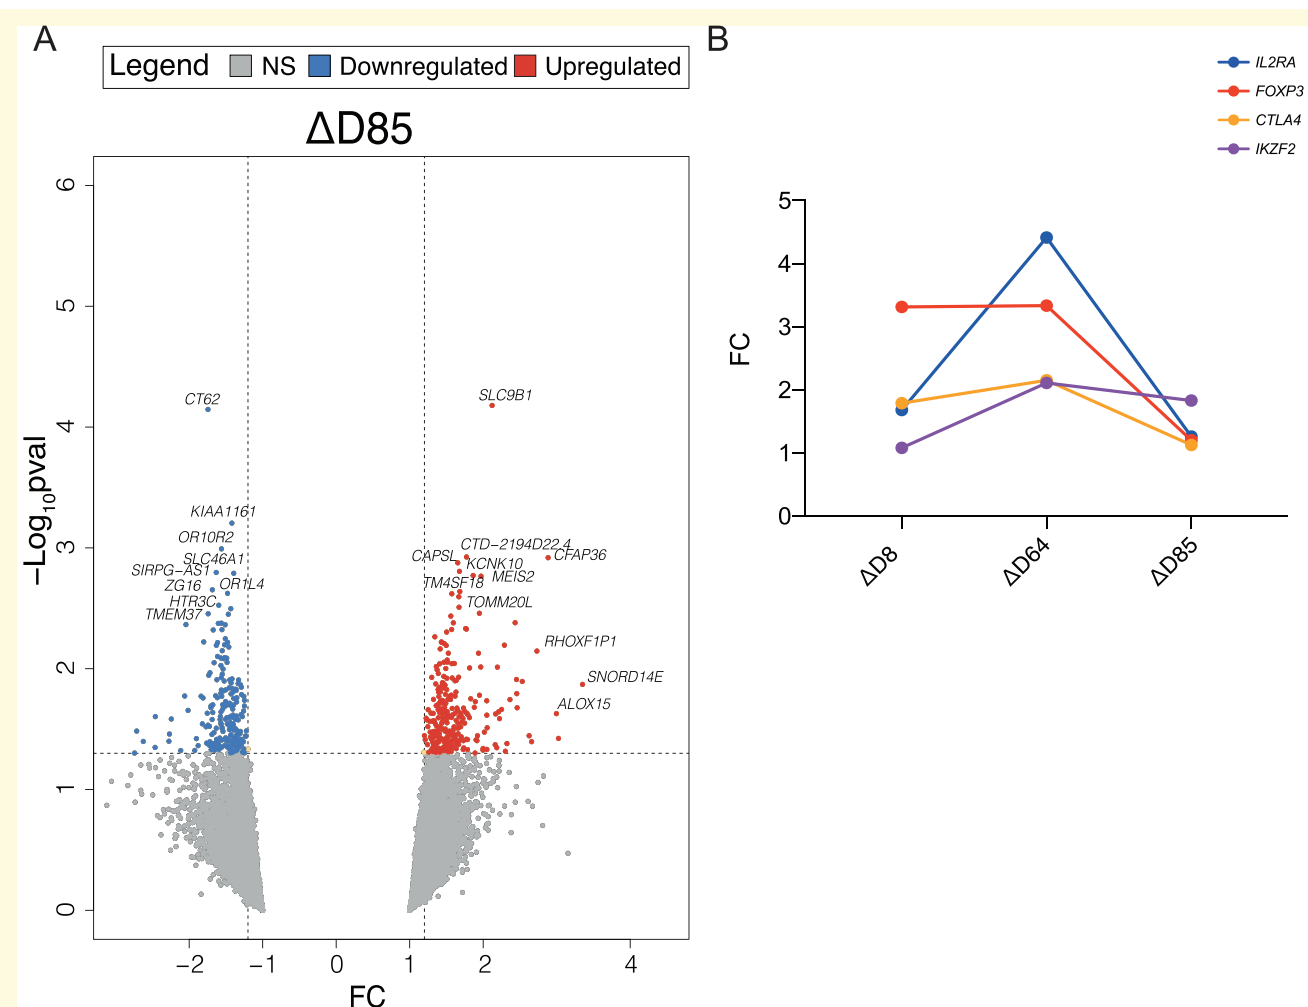 A
Legend NS Downregulated Upregulated
ΔD85
6
5
4
3
2
1
0
−Log10pval
CT62
SLC9B1
KIAA1161
OR10R2
SLC46A1
SIRPG−AS1
ZG16
OR1L4
HTR3C
TMEM37
CTD−2194D22.4
CAPSL
CFAP36
KCNK10
MEIS2
TM4SF18
TOMM20L
RHOXF1P1
SNORD14E
ALOX15
−2 −1 0 1 2 4
FC
B
IL2RA
FOXP3
CTLA4
IKZF2
5
4
3
2
1
0
FC
ΔD8 ΔD64 ΔD85